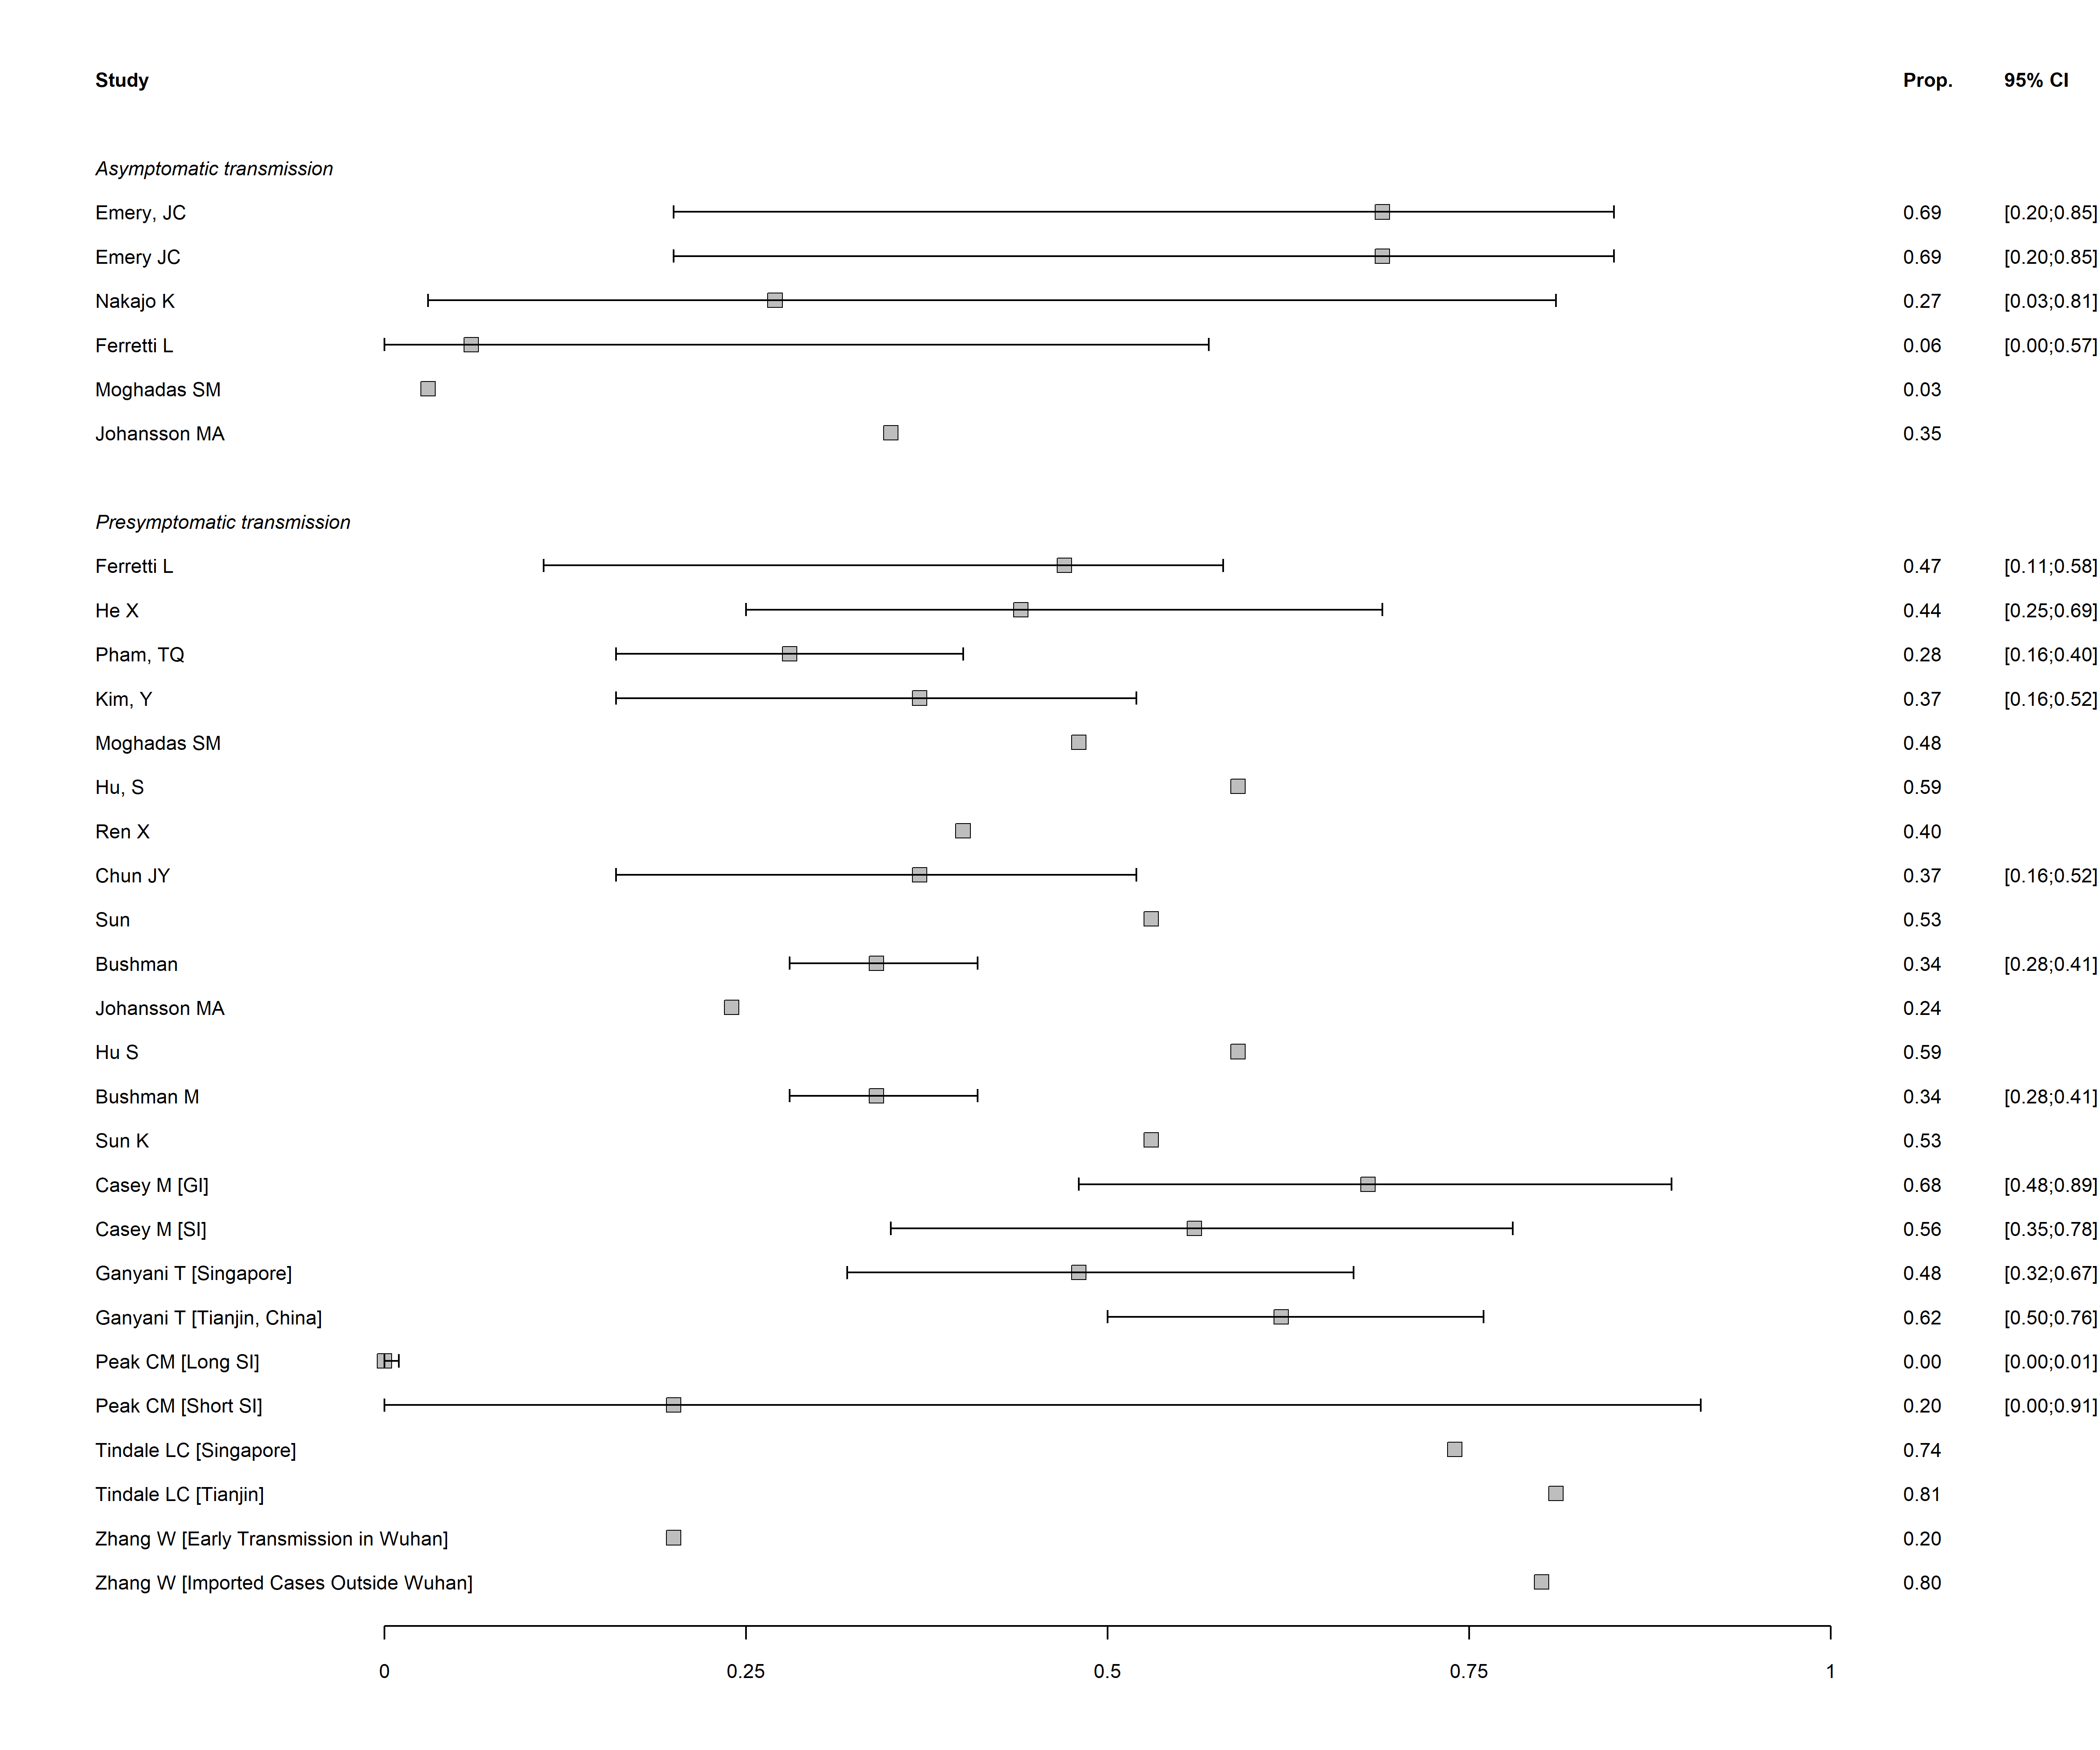 Study Prop. 95% CI
Asymptomatic transmission
Emery, JC 0.69 [0.20;0.85]
Emery JC 0.69 [0.20;0.85]
Nakajo K 0.27 [0.03;0.81]
Ferretti L 0.06 [0.00;0.57]
Moghadas SM 0.03
Johansson MA 0.35
Presymptomatic transmission
Ferretti L 0.47 [0.11;0.58]
He X 0.44 [0.25;0.69]
Pham, TQ 0.28 [0.16;0.40]
Kim, Y 0.37 [0.16;0.52]
Moghadas SM 0.48
Hu, S 0.59
Ren X 0.40
Chun JY 0.37 [0.16;0.52]
Sun 0.53
Bushman 0.34 [0.28;0.41]
Johansson MA 0.24
Hu S 0.59
Bushman M 0.34 [0.28;0.41]
Sun K 0.53
Casey M [GI] 0.68 [0.48;0.89]
Casey M [SI] 0.56 [0.35;0.78]
Ganyani T [Singapore] 0.48 [0.32;0.67]
Ganyani T [Tianjin, China] 0.62 [0.50;0.76]
Peak CM [Long SI] 0.00 [0.00;0.01]
Peak CM [Short SI] 0.20 [0.00;0.91]
Tindale LC [Singapore] 0.74
Tindale LC [Tianjin] 0.81
Zhang W [Early Transmission in Wuhan] 0.20
Zhang W [Imported Cases Outside Wuhan] 0.80
0 0.25 0.5 0.75 1